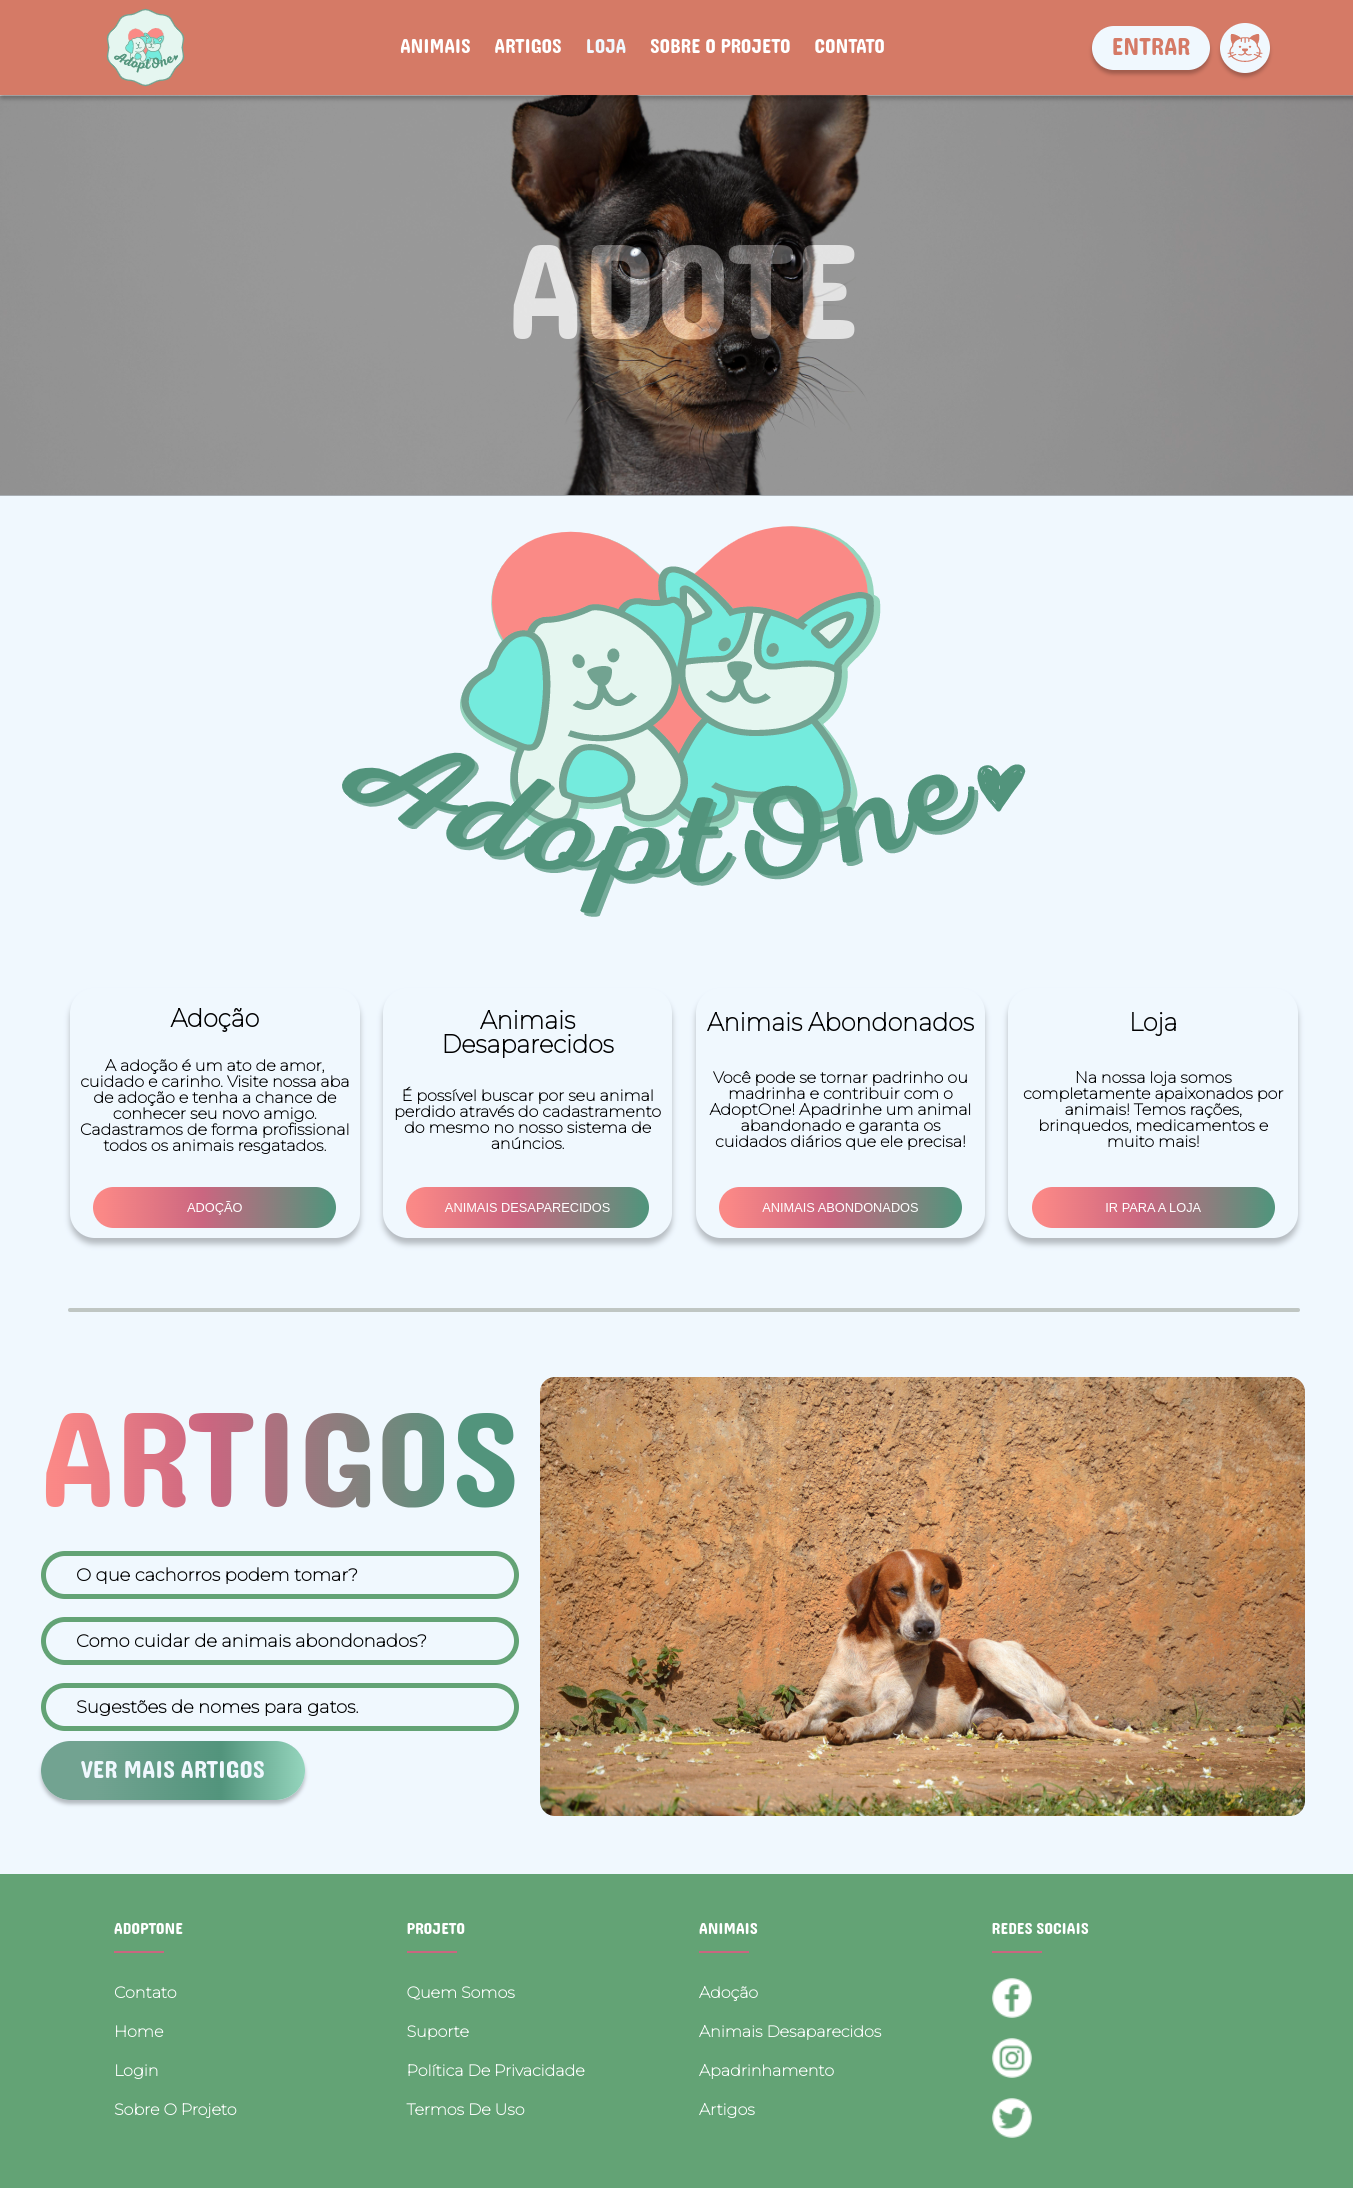 AdoptOne
ANIMAIS ARTIGOS LOJA SOBRE O PROJETO CONTATO
ENTRAR
ADOTE
AdoptOne
Adoção
A adoção é um ato de amor,
cuidado e carinho. Visite nossa aba
de adoção e tenha a chance de
conhecer seu novo amigo.
Cadastramos de forma profissional
todos os animais resgatados.
ADOÇÃO
Animais
Desaparecidos
É possível buscar por seu animal
perdido através do cadastramento
do mesmo no nosso sistema de
anúncios.
ANIMAIS DESAPARECIDOS
Animais Abondonados
Você pode se tornar padrinho ou
madrinha e contribuir com o
AdoptOne! Apadrinhe um animal
abandonado e garanta os
cuidados diários que ele precisa!
ANIMAIS ABONDONADOS
Loja
Na nossa loja somos
completamente apaixonados por
animais! Temos rações,
brinquedos, medicamentos e
muito mais!
IR PARA A LOJA
ARTIGOS
O que cachorros podem tomar?
Como cuidar de animais abondonados?
Sugestões de nomes para gatos.
VER MAIS ARTIGOS
ADOPTONE
Contato
Home
Login
Sobre O Projeto
PROJETO
Quem Somos
Suporte
Política De Privacidade
Termos De Uso
ANIMAIS
Adoção
Animais Desaparecidos
Apadrinhamento
Artigos
REDES SOCIAIS